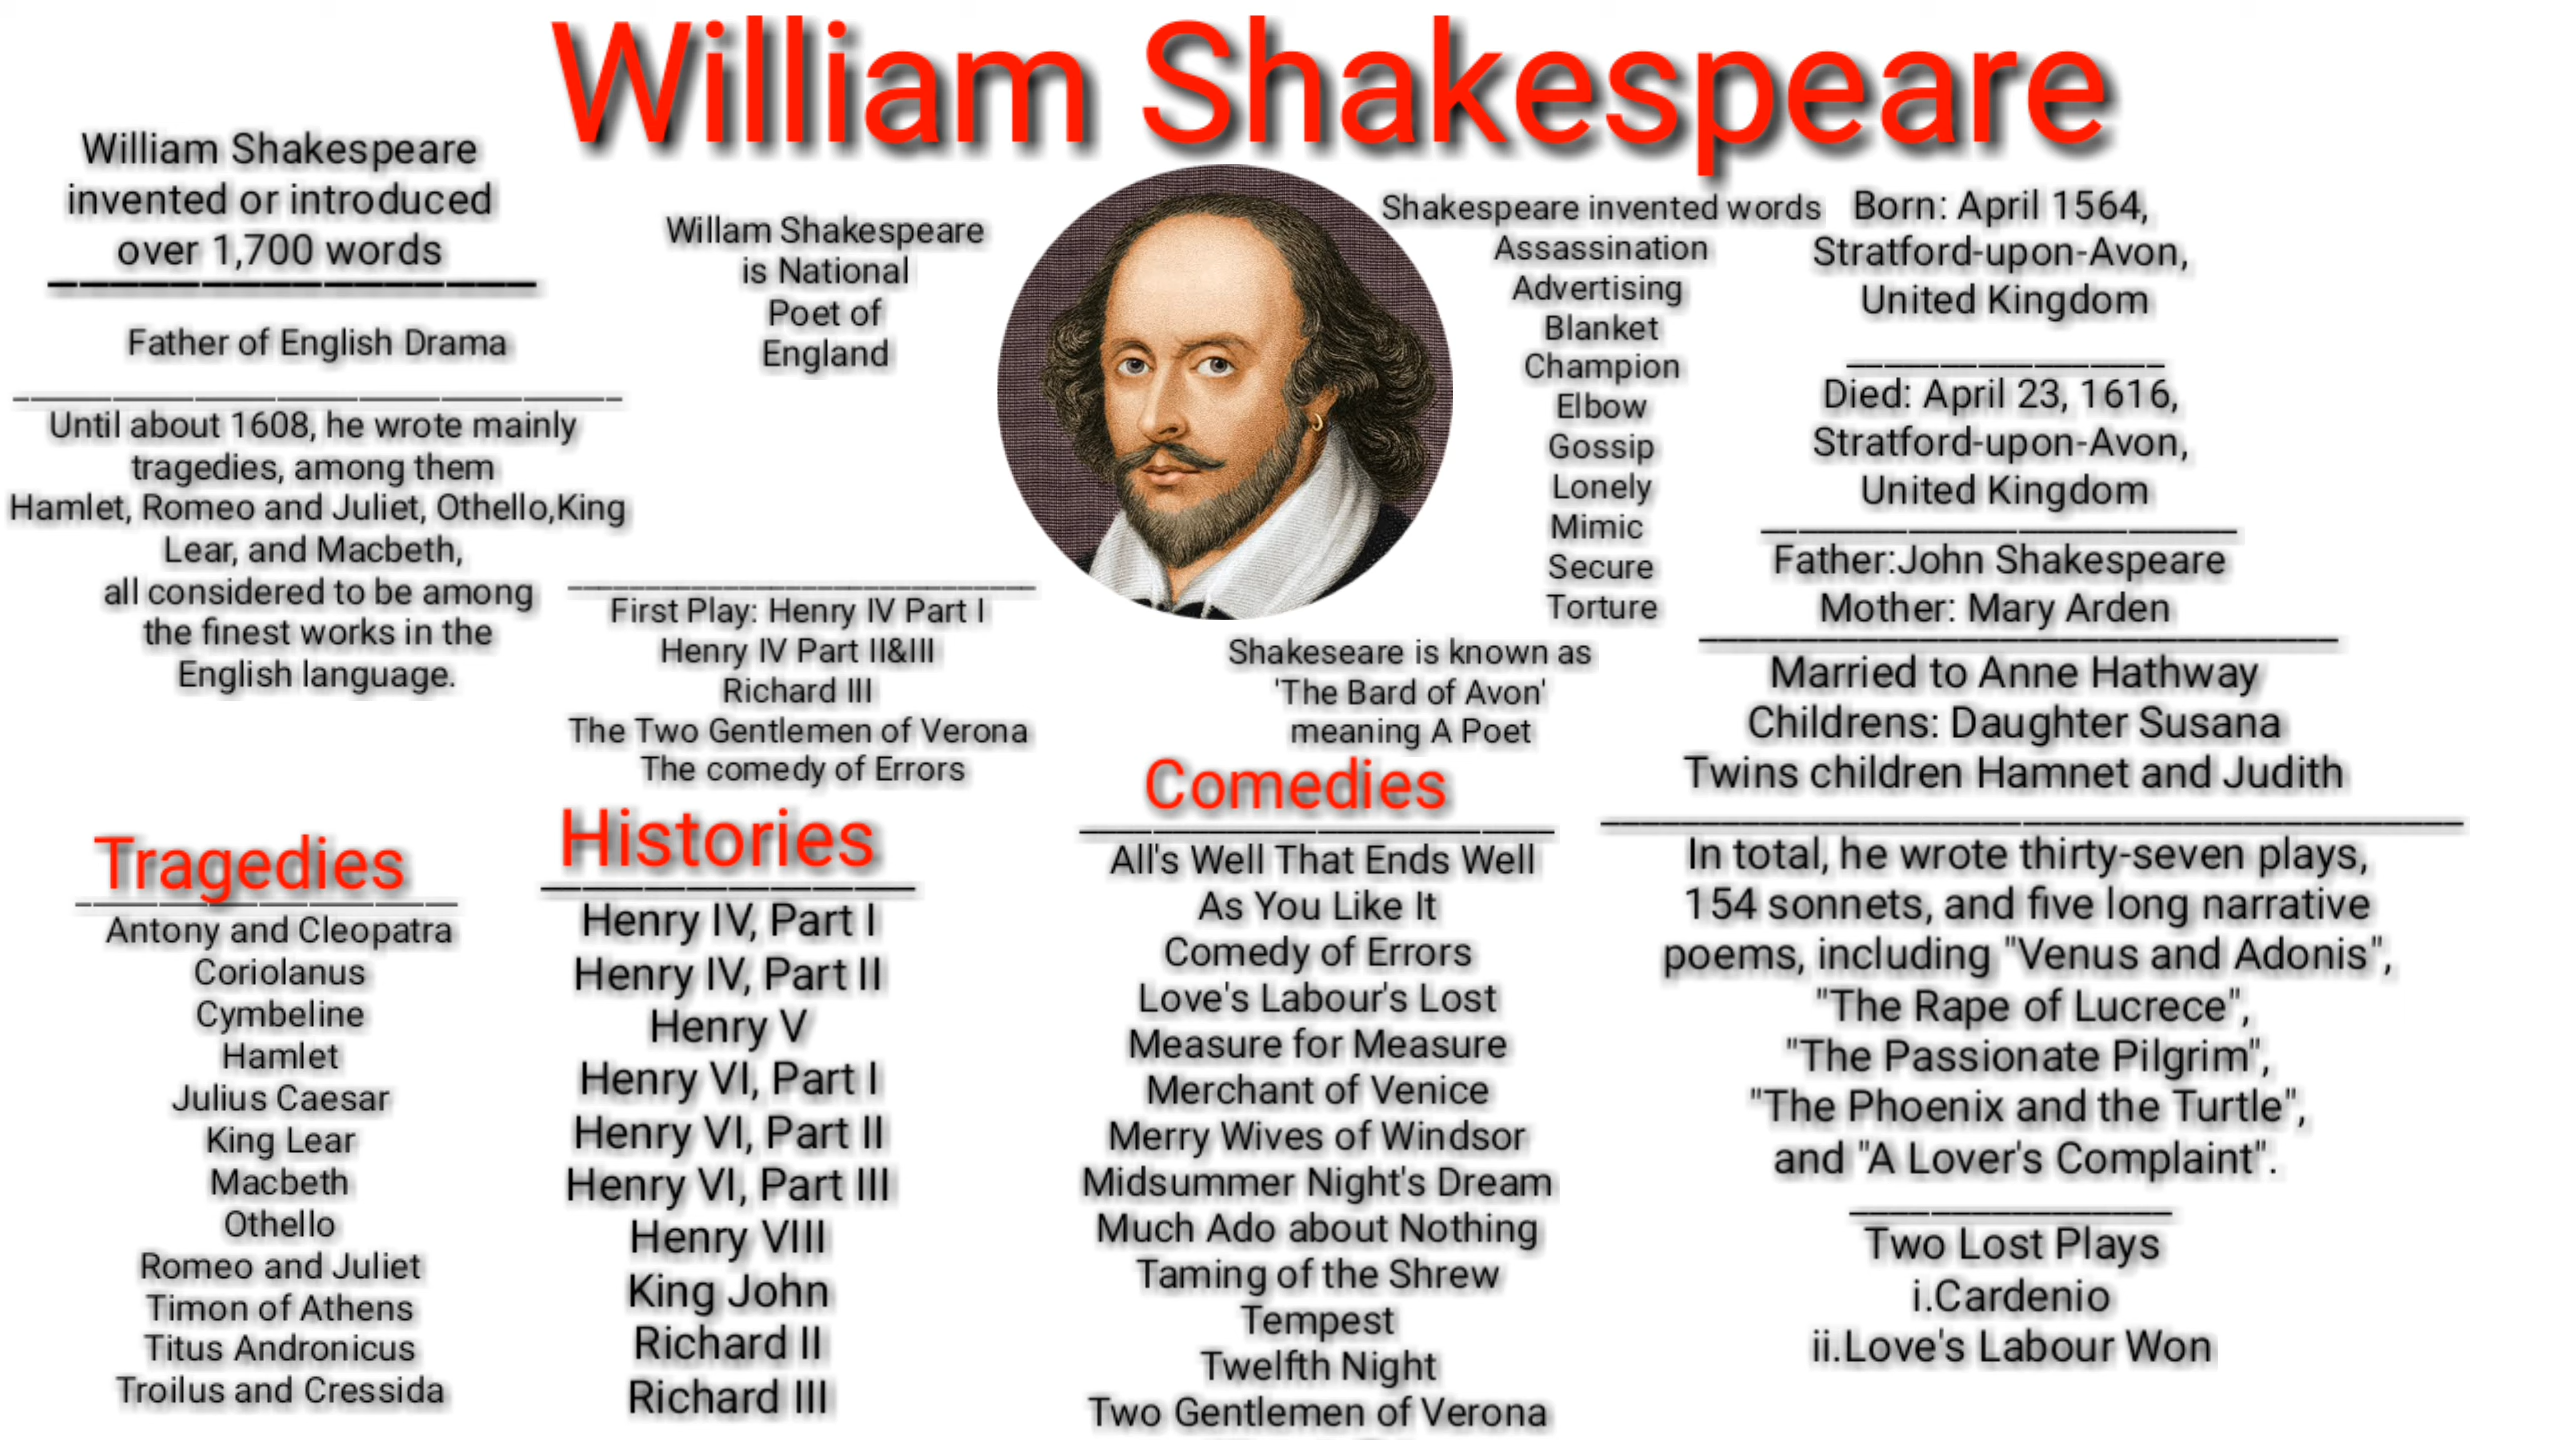 William Shakespeare
William Shakespeare
invented or introduced
over 1,700 words
Father of English Drama
Until about 1608, he wrote mainly
tragedies, among them
Hamlet, Romeo and Juliet, Othello,King
Lear, and Macbeth,
all considered to be among
the finest works in the
English language.
Willam Shakespeare
is National
Poet of
England
First Play: Henry IV Part I
Henry IV Part II&III
Richard III
The Two Gentlemen of Verona
The comedy of Errors
Shakespeare invented words
Assassination
Advertising
Blanket
Champion
Elbow
Gossip
Lonely
Mimic
Secure
Torture
Shakeseare is known as
'The Bard of Avon'
meaning A Poet
Born: April 1564,
Stratford-upon-Avon,
United Kingdom
Died: April 23, 1616,
Stratford-upon-Avon,
United Kingdom
Father:John Shakespeare
Mother: Mary Arden
Married to Anne Hathway
Childrens: Daughter Susana
Twins children Hamnet and Judith
In total, he wrote thirty-seven plays,
154 sonnets, and five long narrative
poems, including "Venus and Adonis",
"The Rape of Lucrece",
"The Passionate Pilgrim",
"The Phoenix and the Turtle",
and "A Lover's Complaint".
Two Lost Plays
i.Cardenio
ii.Love's Labour Won
Tragedies
Antony and Cleopatra
Coriolanus
Cymbeline
Hamlet
Julius Caesar
King Lear
Macbeth
Othello
Romeo and Juliet
Timon of Athens
Titus Andronicus
Troilus and Cressida
Histories
Henry IV, Part I
Henry IV, Part II
Henry V
Henry VI, Part I
Henry VI, Part II
Henry VI, Part III
Henry VIII
King John
Richard II
Richard III
Comedies
All's Well That Ends Well
As You Like It
Comedy of Errors
Love's Labour's Lost
Measure for Measure
Merchant of Venice
Merry Wives of Windsor
Midsummer Night's Dream
Much Ado about Nothing
Taming of the Shrew
Tempest
Twelfth Night
Two Gentlemen of Verona